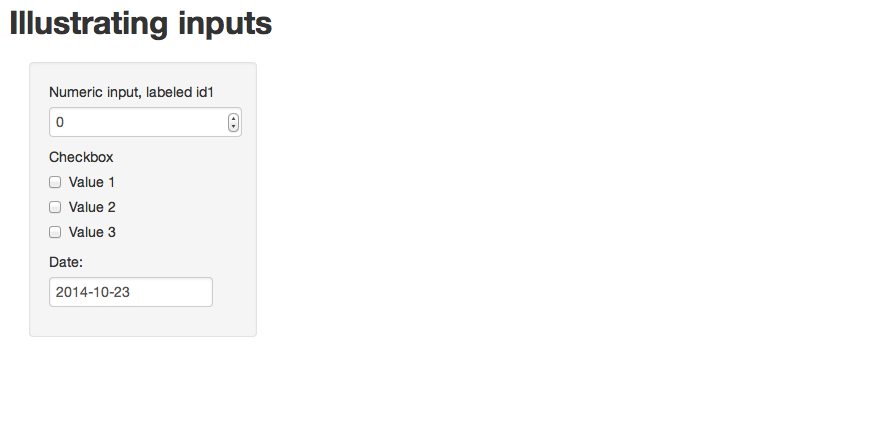 Illustrating inputs
Numeric input, labeled id1
0
Checkbox
Value 1
Value 2
Value 3
Date:
2014-10-23